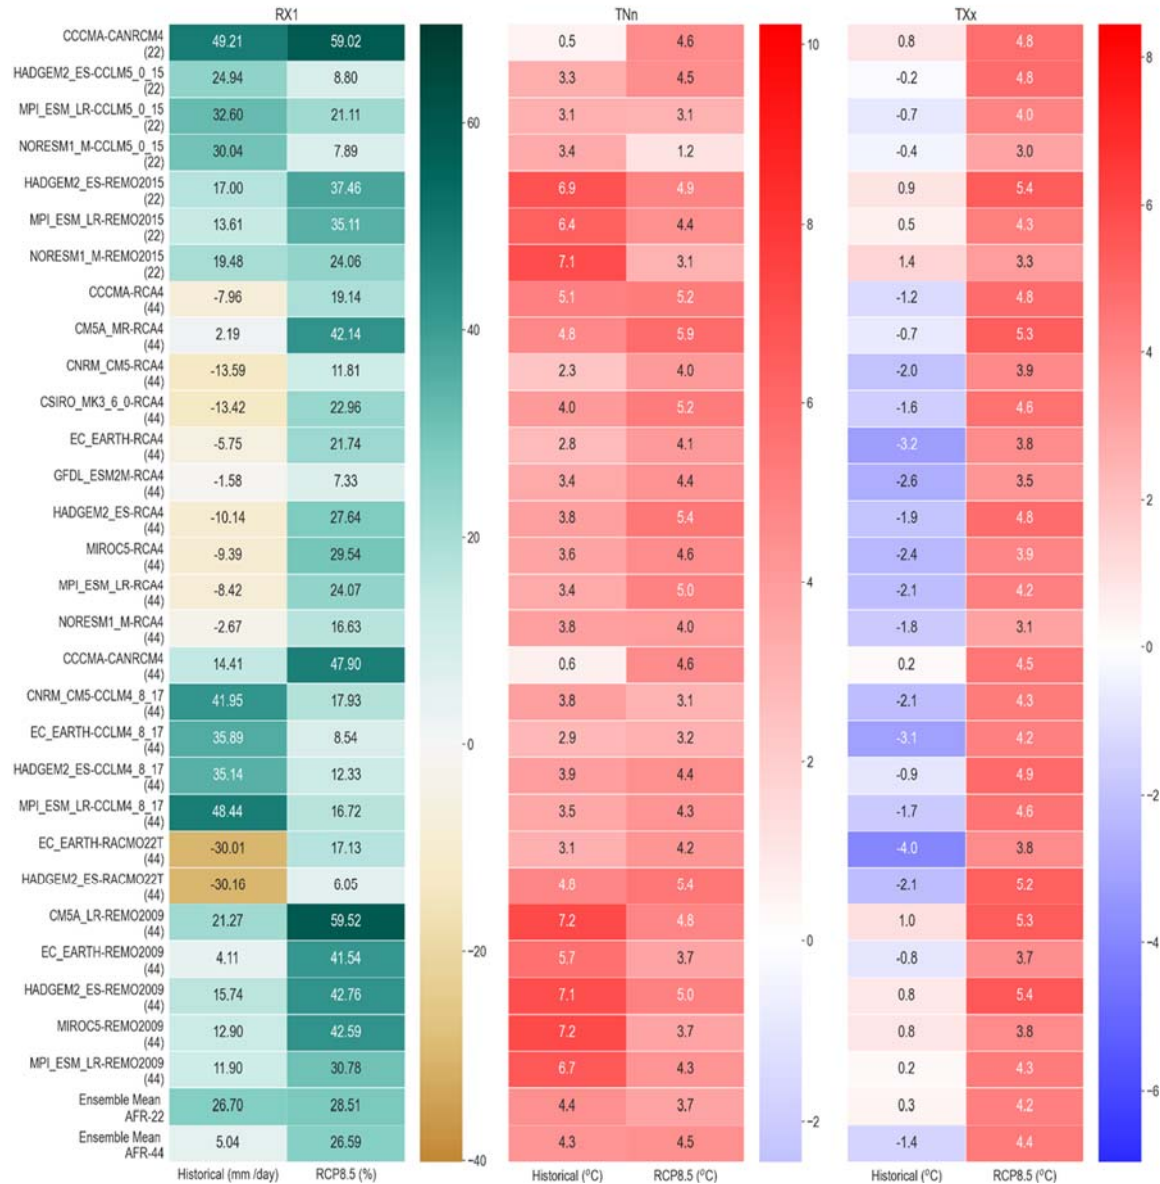 RX1 TNn TXx
CCCMA-CANRCM4 49.21 59.02 0.5 4.6 0.8 4.8
(22)
HADGEM2_ES-CCLM5_0_15 24.94 8.80 3.3 4.5 -0.2 4.8
(22)
MPI_ESM_LR-CCLM5_0_15 32.60 21.11 3.1 3.1 -0.7 4.0
(22)
NORESM1_M-CCLM5_0_15 30.04 7.89 3.4 1.2 -0.4 3.0
(22)
HADGEM2_ES-REMO2015 17.00 37.46 6.9 4.9 0.9 5.4
(22)
MPI_ESM_LR-REMO2015 13.61 35.11 6.4 4.4 0.5 4.3
(22)
NORESM1_M-REMO2015 19.48 24.06 7.1 3.1 1.4 3.3
(22)
CCCMA-RCA4 -7.96 19.14 5.1 5.2 -1.2 4.8
(44)
CM5A_MR-RCA4 2.19 42.14 4.8 5.9 -0.7 5.3
(44)
CNRM_CM5-RCA4 -13.59 11.81 2.3 4.0 -2.0 3.9
(44)
CSIRO_MK3_6_0-RCA4 -13.42 22.96 4.0 5.2 -1.6 4.6
(44)
EC_EARTH-RCA4 -5.75 21.74 2.8 4.1 -3.2 3.8
(44)
GFDL_ESM2M-RCA4 -1.58 7.33 3.4 4.4 -2.6 3.5
(44)
HADGEM2_ES-RCA4 -10.14 27.64 3.8 5.4 -1.9 4.8
(44)
MIROC5-RCA4 -9.39 29.54 3.6 4.6 -2.4 3.9
(44)
MPI_ESM_LR-RCA4 -8.42 24.07 3.4 5.0 -2.1 4.2
(44)
NORESM1_M-RCA4 -2.67 16.63 3.8 4.0 -1.8 3.1
(44)
CCCMA-CANRCM4 14.41 47.90 0.6 4.6 0.2 4.5
(44)
CNRM_CM5-CCLM4_8_17 41.95 17.93 3.8 3.1 -2.1 4.3
(44)
EC_EARTH-CCLM4_8_17 35.89 8.54 2.9 3.2 -3.1 4.2
(44)
HADGEM2_ES-CCLM4_8_17 35.14 12.33 3.9 4.4 -0.9 4.9
(44)
MPI_ESM_LR-CCLM4_8_17 48.44 16.72 3.5 4.3 -1.7 4.6
(44)
EC_EARTH-RACMO22T -30.01 17.13 3.1 4.2 -4.0 3.8
(44)
HADGEM2_ES-RACMO22T -30.16 6.05 4.8 5.4 -2.1 5.2
(44)
CM5A_LR-REMO2009 21.27 59.52 7.2 4.8 1.0 5.3
(44)
EC_EARTH-REMO2009 4.11 41.54 5.7 3.7 -0.8 3.7
(44)
HADGEM2_ES-REMO2009 15.74 42.76 7.1 5.0 0.8 5.4
(44)
MIROC5-REMO2009 12.90 42.59 7.2 3.7 0.8 3.8
(44)
MPI_ESM_LR-REMO2009 11.90 30.78 6.7 4.3 0.2 4.3
(44)
Ensemble Mean 26.70 28.51 4.4 3.7 0.3 4.2
AFR-22
Ensemble Mean 5.04 26.59 4.3 4.5 -1.4 4.4
AFR-44
Historical (mm /day) RCP8.5 (%) Historical (⁰C) RCP8.5 (⁰C) Historical (⁰C) RCP8.5 (⁰C)
60
40
20
0
−20
−40
10
8
6
4
2
0
−2
8
6
4
2
0
−2
−4
−6